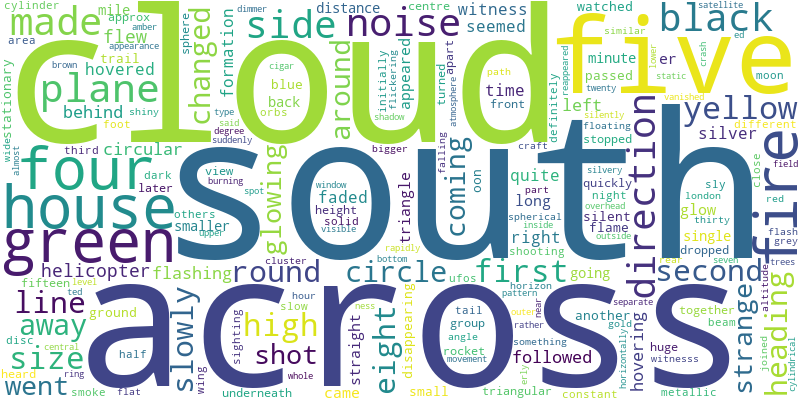 cylinder
approx
mile
made
cloud
amber
dimmer
appearance
area
trail
flew
hovered
plane
behind
brown
shiny
sphere
changed
formation
side
distance
noise
centre
witness
seemed
watched
similar
lower
satellite
ed
crash
black
five
minute
er
passed
static
twenty
moon
path
time
front
apart
turned
atmosphere
appeared
flickering
initially
shadow
around
blue
back
orbs
cigar
type
said
degree
suddenly
foot
widestationary
almost
third
circular
four
house
green
dark
later
others
smaller
upper
view
burning
spot
glowing
south
window
height
solid
visible
faded
triangle
bigger
coming
oon
falling
quite
craft
long
part
spherical
right
shooting
definitely
floating
stopped
silently
silvery
quickly
night
silent
flame
overhead
outside
left
direction
vanished
reappeared
yellow
silver
different
close
field
red
sly
london
thirty
glow
single
dropped
seven
flash
grey
trees
fire
helicopter
flashing
round
circle
cluster
bottom
rapidly
ufos
first
going
second
rear
altitude
heading
strange
line
fifteen
level
ted
central
away
ground
disc
size
heard
ring
went
smoke
flat
half
slowly
wing
underneath
across
hour
slow
ness
high
shot
sighting
whole
straight
came
eight
disappearing
small
horizon
pattern
tail
group
angle
rocket
movement
outer
rather
near
something
followed
erly
triangular
another
gold
constant
horizontally
hovering
separate
huge
witnesss
metallic
together
beam
joined
cylindrical